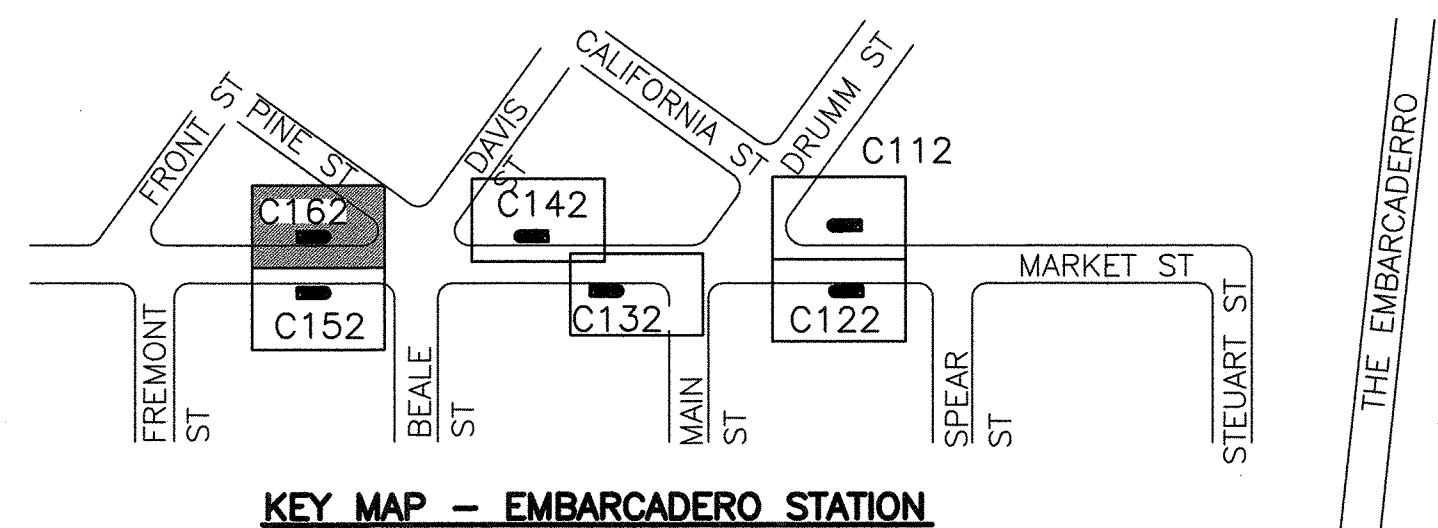 FRONT ST
PINE ST
DAVIS ST
CALIFORNIA ST
DRUMM ST
C112
C162
C142
MARKET ST
C152
C132
C122
FREMONT ST
BEALE ST
MAIN ST
SPEAR ST
STEUART ST
THE EMBARCADERRO
KEY MAP – EMBARCADERO STATION